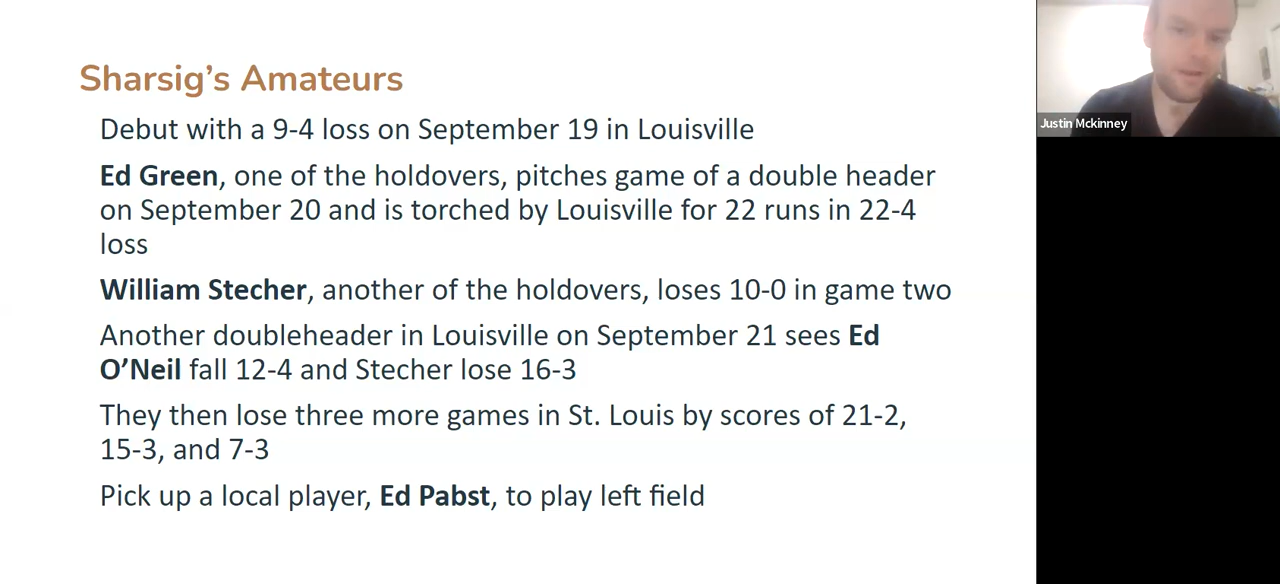 Sharsig’s Amateurs
Debut with a 9-4 loss on September 19 in Louisville
Ed Green, one of the holdovers, pitches game of a double header
on September 20 and is torched by Louisville for 22 runs in 22-4
loss
William Stecher, another of the holdovers, loses 10-0 in game two
Another doubleheader in Louisville on September 21 sees Ed
O’Neil fall 12-4 and Stecher lose 16-3
They then lose three more games in St. Louis by scores of 21-2,
15-3, and 7-3
Pick up a local player, Ed Pabst, to play left field
Justin Mckinney